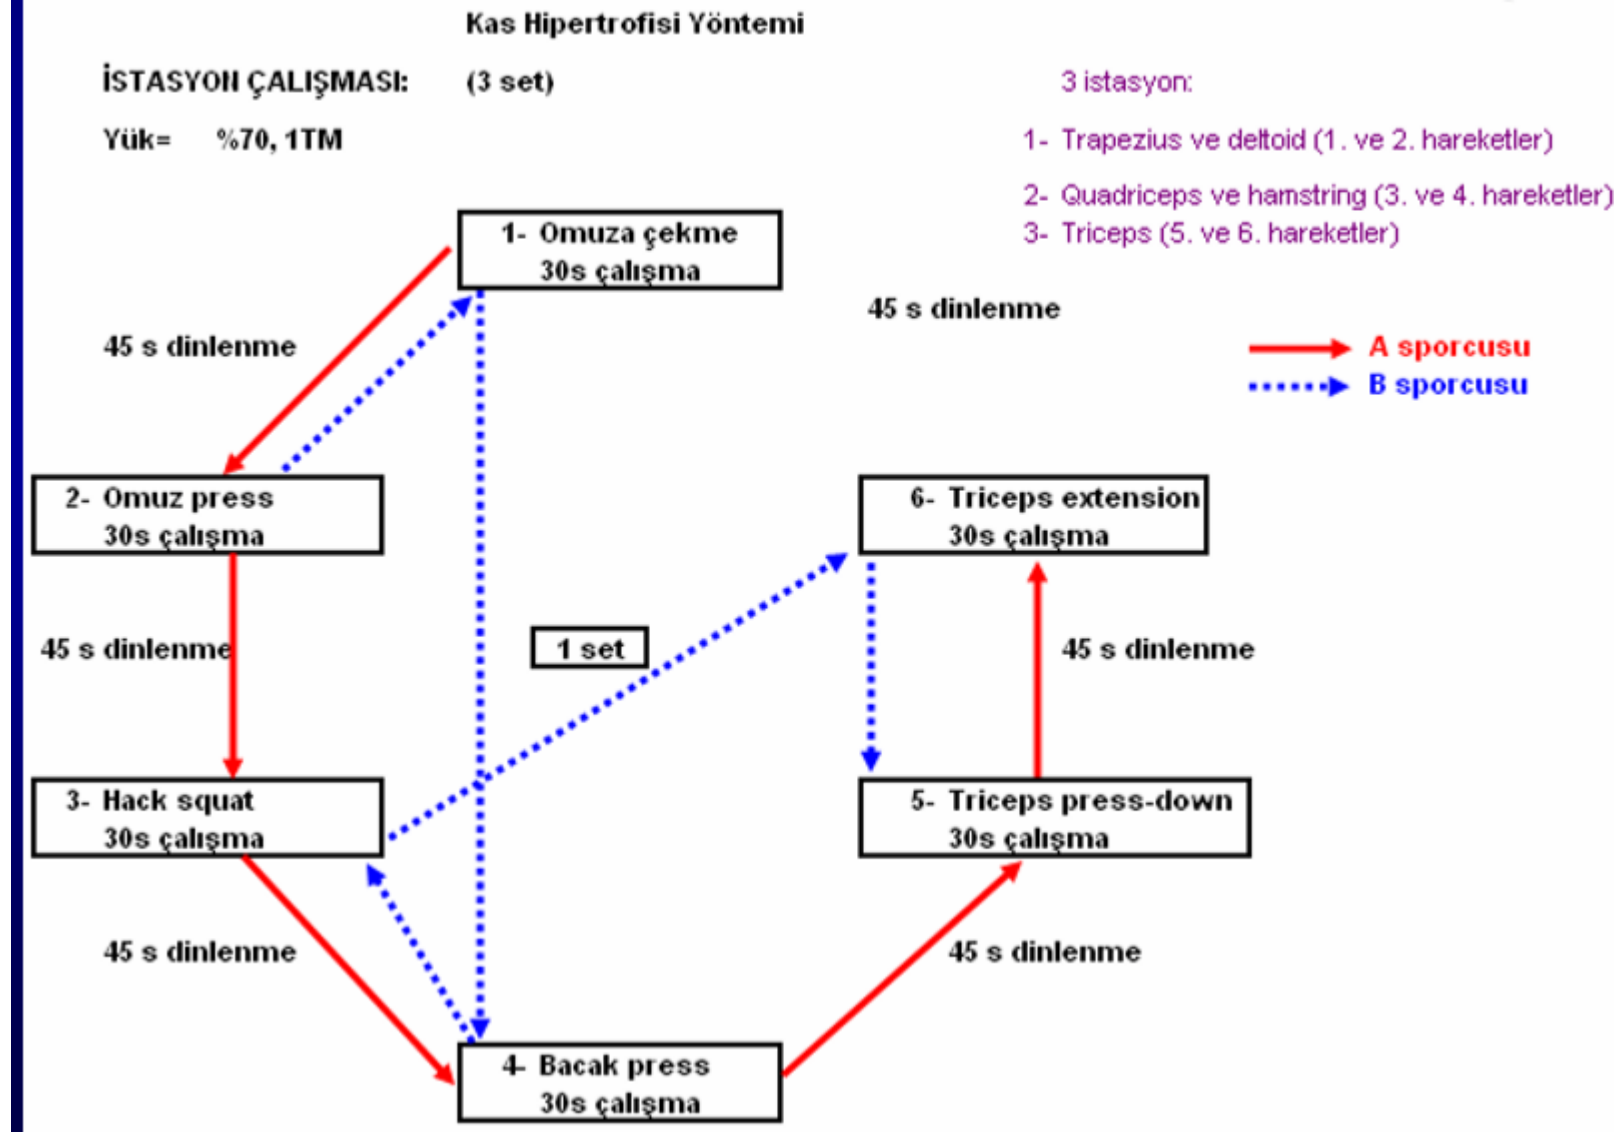 Kas Hipertrofisi Yöntemi
İSTASYON ÇALIŞMASI: (3 set)
Yük= %70, 1TM
3 istasyon:
1- Trapezius ve deltoid (1. ve 2. hareketler)
2- Quadriceps ve hamstring (3. ve 4. hareketler)
3- Triceps (5. ve 6. hareketler)
1- Omuza çekme
30s çalışma
45 s dinlenme
45 s dinlenme
A sporcusu
B sporcusu
2- Omuz press
30s çalışma
6- Triceps extension
30s çalışma
45 s dinlenme
1 set
45 s dinlenme
3- Hack squat
30s çalışma
5- Triceps press-down
30s çalışma
45 s dinlenme
45 s dinlenme
4- Bacak press
30s çalışma